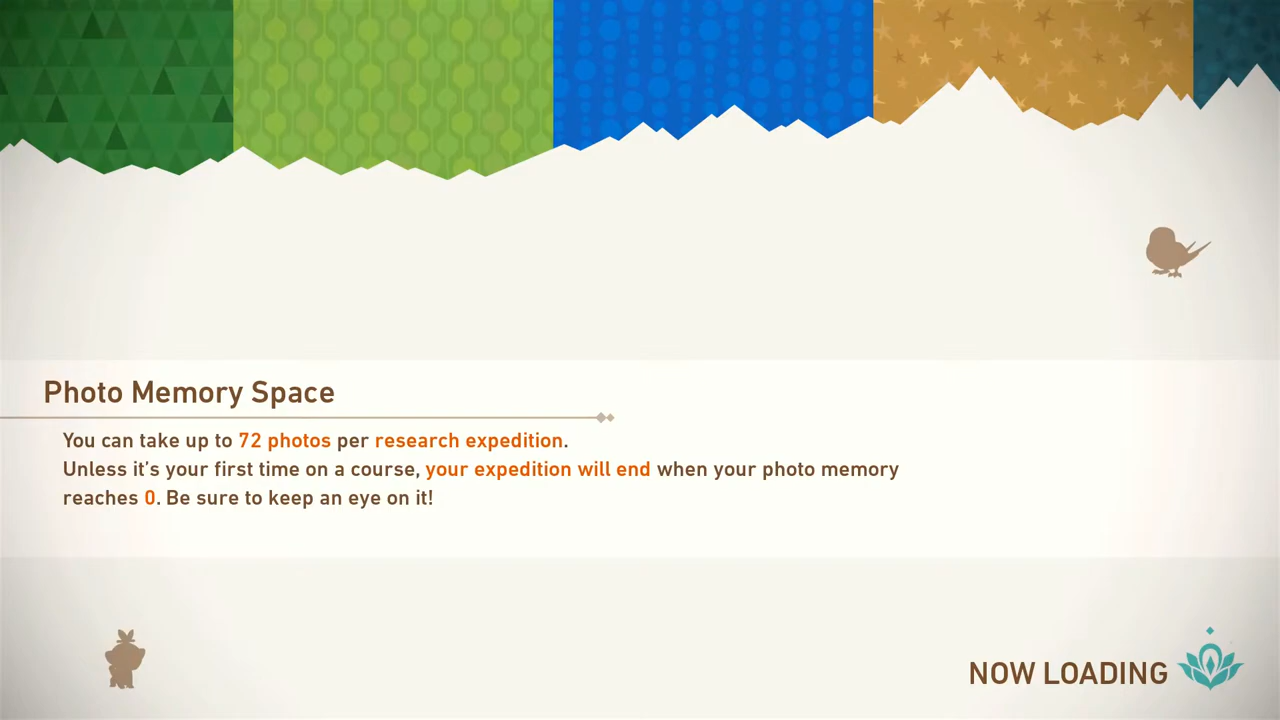 Photo Memory Space
You can take up to 72 photos per research expedition.
Unless it's your first time on a course, your expedition will end when your photo memory
reaches 0. Be sure to keep an eye on it!
NOW LOADING